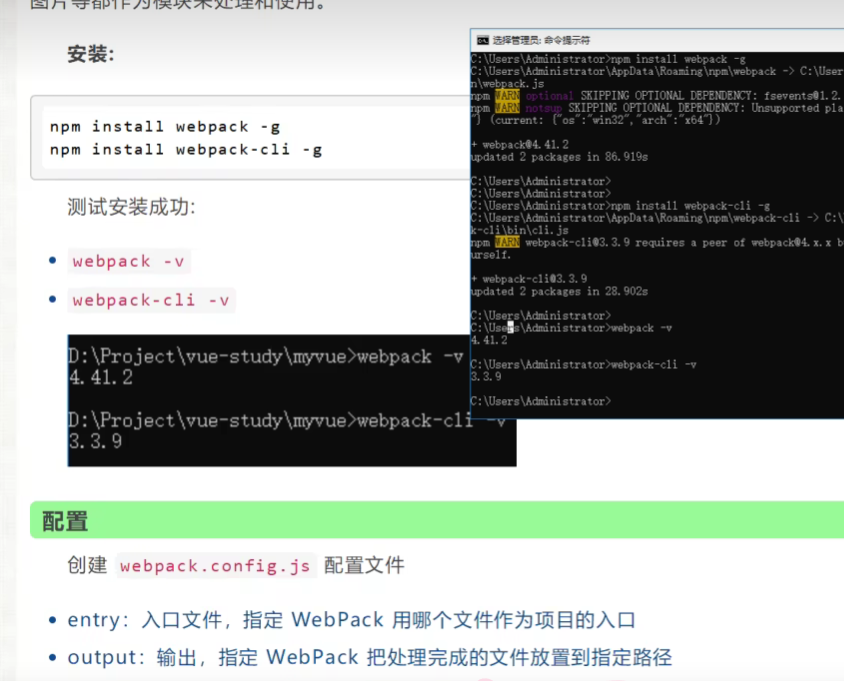 图片等都作为模块来处理和使用。
安装:
npm install webpack -g
npm install webpack-cli -g
测试安装成功:
webpack -v
webpack-cli -v
D:\Project\vue-study\myvue>webpack -v
4.41.2
D:\Project\vue-study\myvue>webpack-cli -v
3.3.9
选择管理员: 命令提示符
C:\Users\Administrator>npm install webpack -g
C:\Users\Administrator\AppData\Roaming\npm\webpack -> C:\User
n\webpack.js
npm WARN optional SKIPPING OPTIONAL DEPENDENCY: fsevents@1.2.
npm WARN notsup SKIPPING OPTIONAL DEPENDENCY: Unsupported pla
"} (current: {"os":"win32","arch":"x64"})
+ webpack@4.41.2
updated 2 packages in 86.919s
C:\Users\Administrator>
C:\Users\Administrator>
C:\Users\Administrator>npm install webpack-cli -g
C:\Users\Administrator\AppData\Roaming\npm\webpack-cli -> C:\
k-cli\bin\cli.js
npm WARN webpack-cli@3.3.9 requires a peer of webpack@4.x.x b
urself.
+ webpack-cli@3.3.9
updated 2 packages in 28.902s
C:\Users\Administrator>
C:\Users\Administrator>webpack -v
4.41.2
C:\Users\Administrator>webpack-cli -v
3.3.9
C:\Users\Administrator>
配置
创建 webpack.config.js 配置文件
entry: 入口文件，指定 WebPack 用哪个文件作为项目的入口
output: 输出，指定 WebPack 把处理完成的文件放置到指定路径